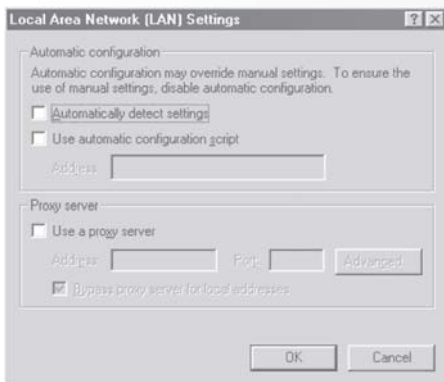 Local Area Network (LAN) Settings
Automatic configuration
Automatic configuration may override manual settings. To ensure the
use of manual settings, disable automatic configuration.
Automatically detect settings
Use automatic configuration script
Address
Proxy server
Use a proxy server
Address: Port: Advanced
Bypass proxy server for local addresses
OK Cancel